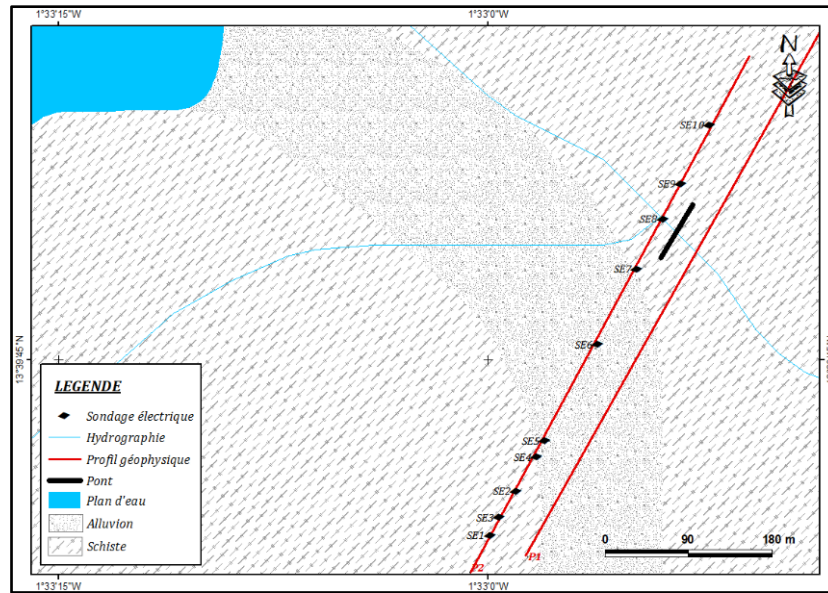 1°33'15"W
1°33'0"W
N
SE10
SE9
SE8
SE7
SE6
SE5
SE4
SE2
SE3
SE1
P2
P1
13°39'45"N
LEGENDE
Sondage électrique
Hydrographie
Profil géophysique
Pont
Plan d'eau
Alluvion
Schiste
0 90 180 m
1°33'15"W
1°33'0"W